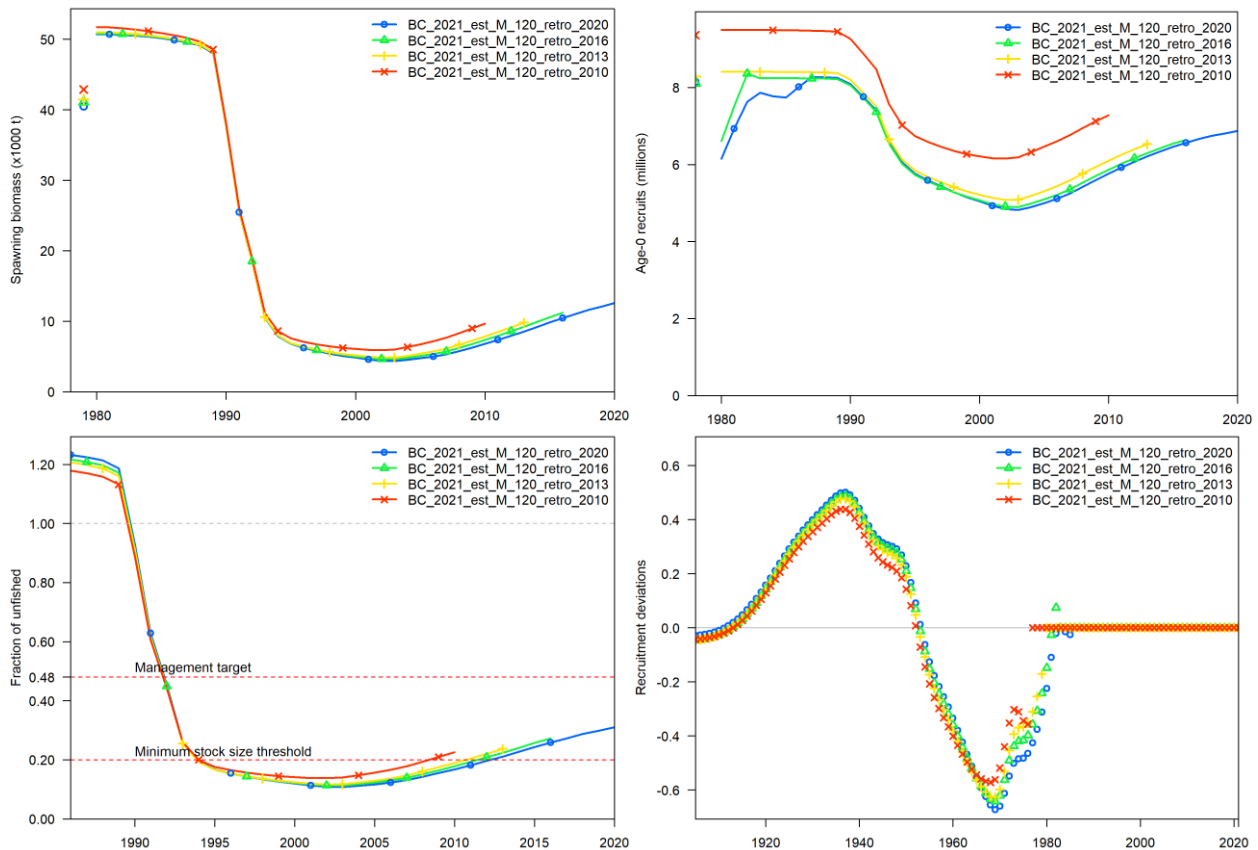 Spawning biomass (x1000 t)
50
40
30
20
10
0
1980
1990
2000
2010
2020
BC_2021_est_M_120_retro_2020
BC_2021_est_M_120_retro_2016
BC_2021_est_M_120_retro_2013
BC_2021_est_M_120_retro_2010
Age-0 recruits (millions)
8
6
4
2
0
1980
1990
2000
2010
2020
BC_2021_est_M_120_retro_2020
BC_2021_est_M_120_retro_2016
BC_2021_est_M_120_retro_2013
BC_2021_est_M_120_retro_2010
Fraction of unfished
1.20
1.00
0.80
0.60
0.48
0.40
0.20
0.00
Management target
Minimum stock size threshold
1990
1995
2000
2005
2010
2015
2020
BC_2021_est_M_120_retro_2020
BC_2021_est_M_120_retro_2016
BC_2021_est_M_120_retro_2013
BC_2021_est_M_120_retro_2010
Recruitment deviations
0.6
0.4
0.2
0.0
-0.2
-0.4
-0.6
1920
1940
1960
1980
2000
2020
BC_2021_est_M_120_retro_2020
BC_2021_est_M_120_retro_2016
BC_2021_est_M_120_retro_2013
BC_2021_est_M_120_retro_2010